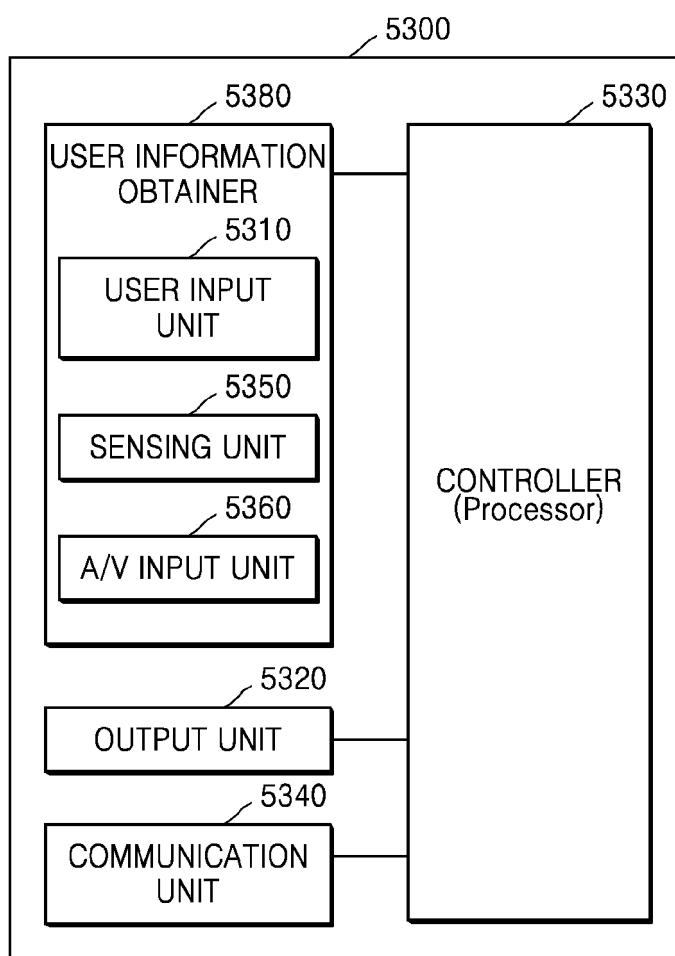 5300
5380
USER INFORMATION
OBTAINER
5310
USER INPUT
UNIT
5350
SENSING UNIT
5360
A/V INPUT UNIT
5320
OUTPUT UNIT
5340
COMMUNICATION
UNIT
5330
CONTROLLER
(Processor)